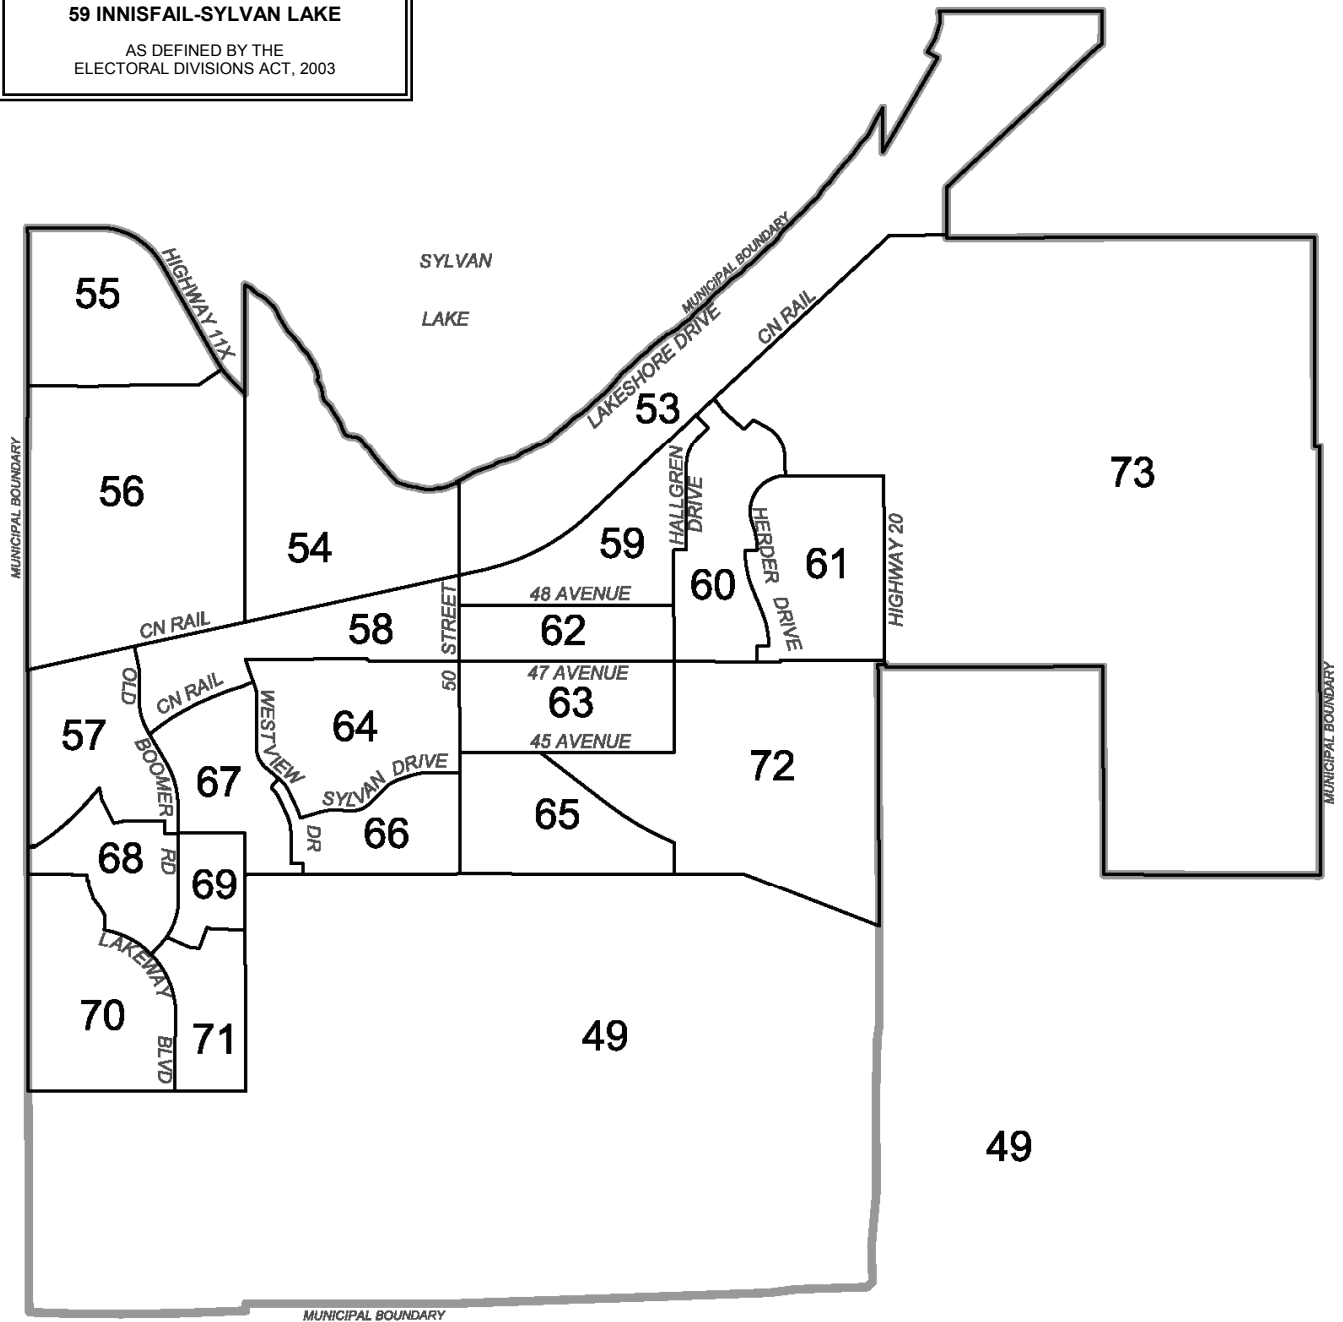 59 INNISFAIL-SYLVAN LAKE
AS DEFINED BY THE
ELECTORAL DIVISIONS ACT, 2003
SYLVAN
LAKE
MUNICIPAL BOUNDARY
LAKESHORE DRIVE
CN RAIL
HIGHWAY 11X
55
53
56
54
MUNICIPAL BOUNDARY
73
HALLGREN
DRIVE
59
60
HERDER DRIVE
61
HIGHWAY 20
48 AVENUE
CN RAIL
58
50 STREET
62
47 AVENUE
OLD BOOMER RD
CN RAIL
57
WESTVIEW DR
64
63
45 AVENUE
SYLVAN DRIVE
67
66
65
72
MUNICIPAL BOUNDARY
68
69
LAKEWAY BLVD
70
71
49
49
MUNICIPAL BOUNDARY